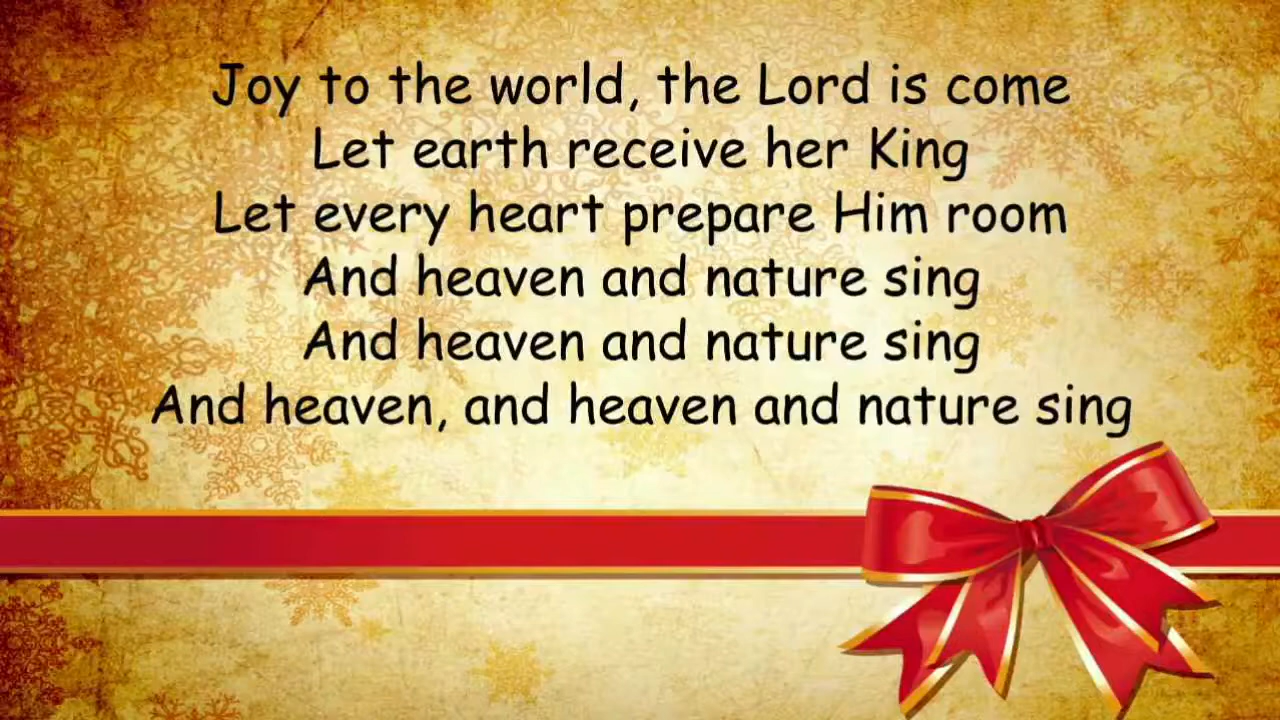 Joy to the world, the Lord is come
Let earth receive her King
Let every heart prepare Him room
And heaven and nature sing
And heaven and nature sing
And heaven, and heaven and nature sing